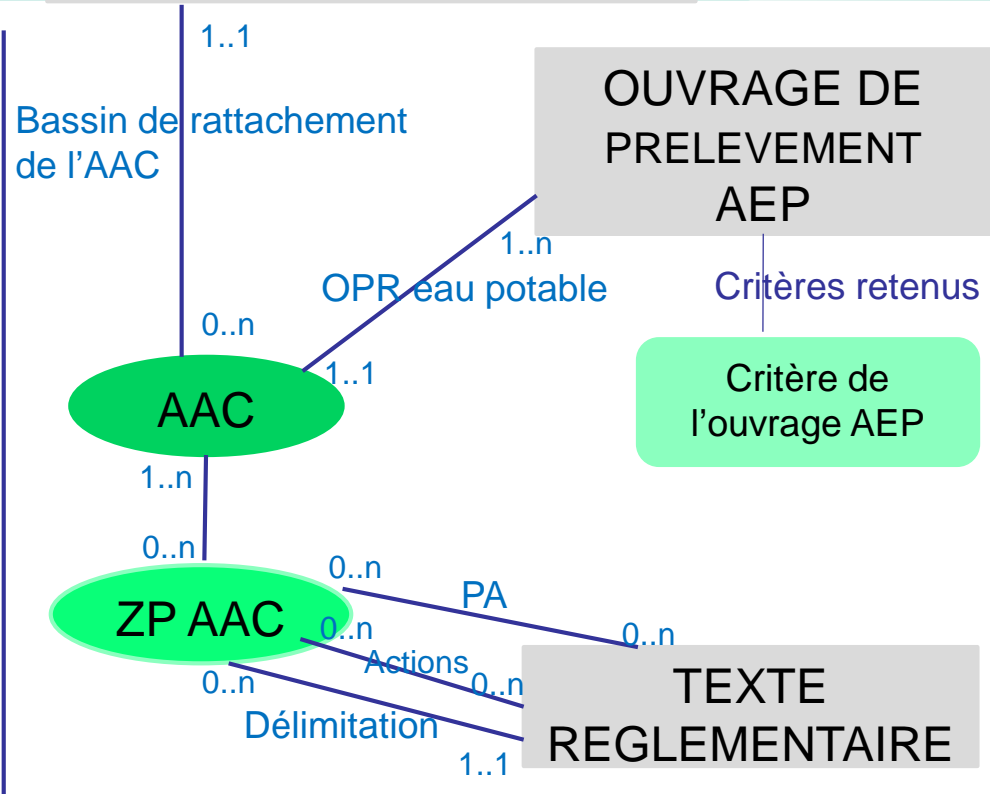 1..1
OUVRAGE DE
PRELEVEMENT
AEP
Bassin de rattachement
de l'AAC
1..n
OPR eau potable
Critères retenus
0..n
1..1
Critère de
l'ouvrage AEP
AAC
1..n
0..n
0..n
PA
ZP AAC
0..n
0..n
Actions
0..n
0..n
TEXTE
REGLEMENTAIRE
Délimitation
1..1